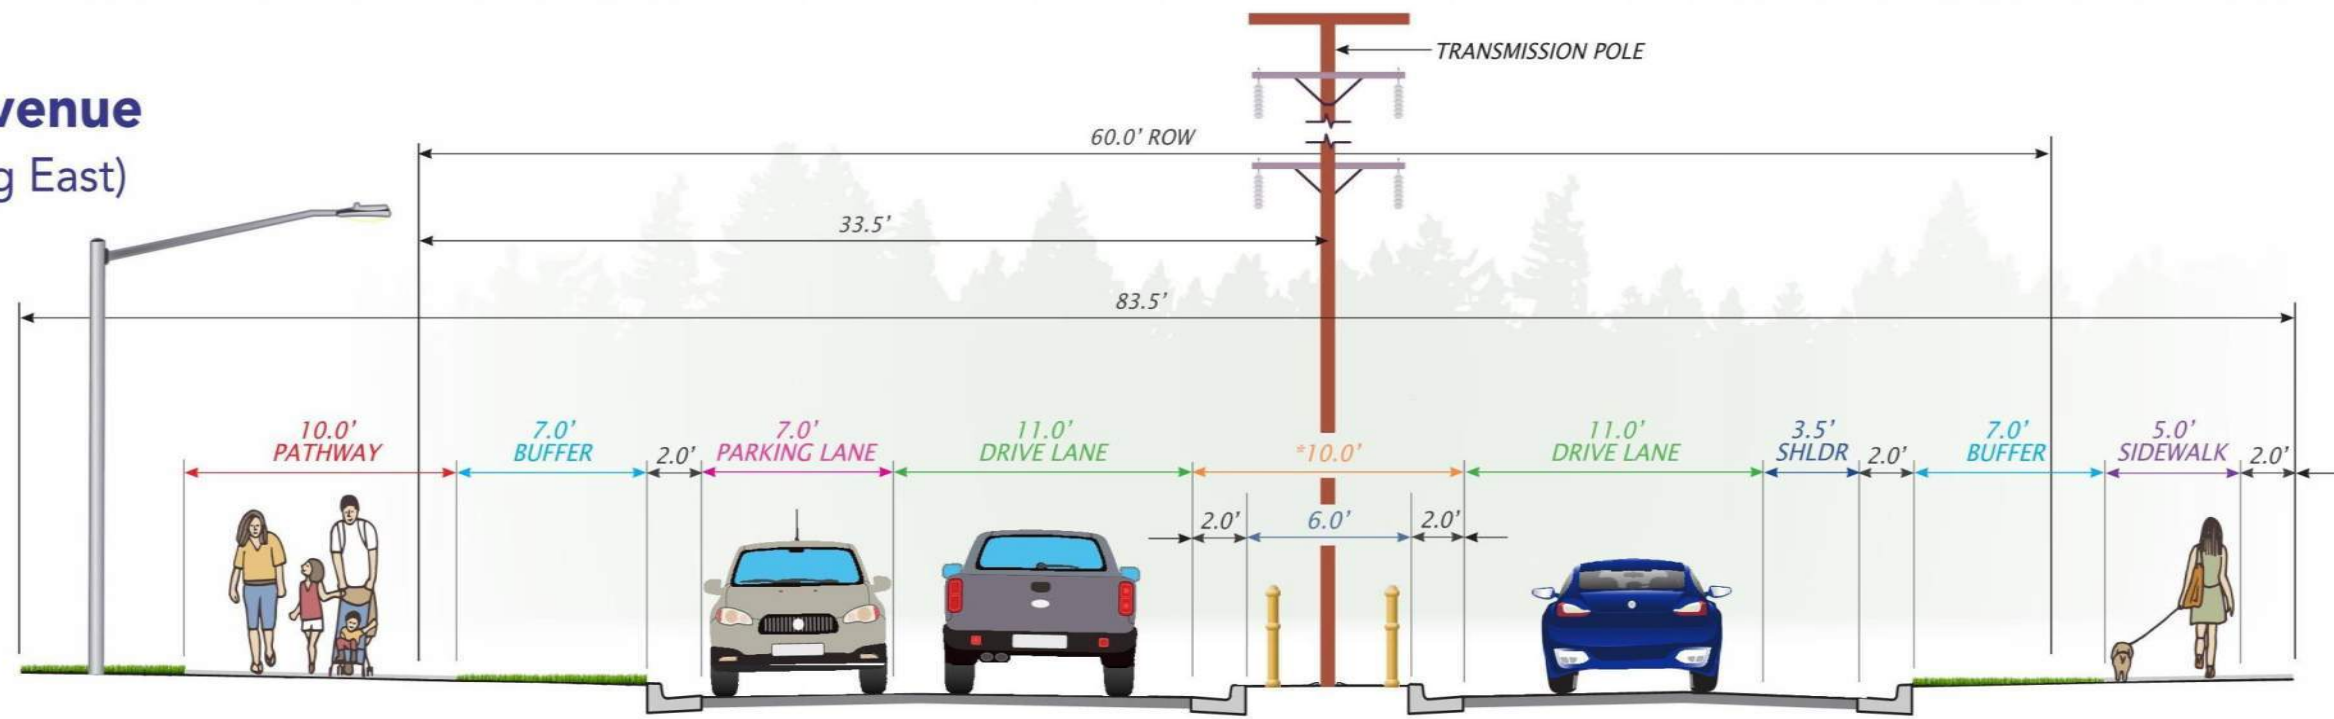 TRANSMISSION POLE
venue
g East)
60.0' ROW
33.5'
83.5'
10.0'
PATHWAY
7.0'
BUFFER
2.0'
7.0'
PARKING LANE
11.0'
DRIVE LANE
*10.0'
11.0'
DRIVE LANE
3.5'
SHLDR
2.0'
7.0'
BUFFER
5.0'
SIDEWALK
2.0'
2.0'
6.0'
2.0'